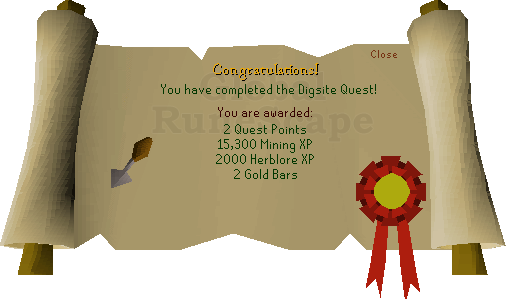 Close
Congratulations!
You have completed the Digsite Quest!
You are awarded:
2 Quest Points
15,300 Mining XP
2000 Herblore XP
2 Gold Bars